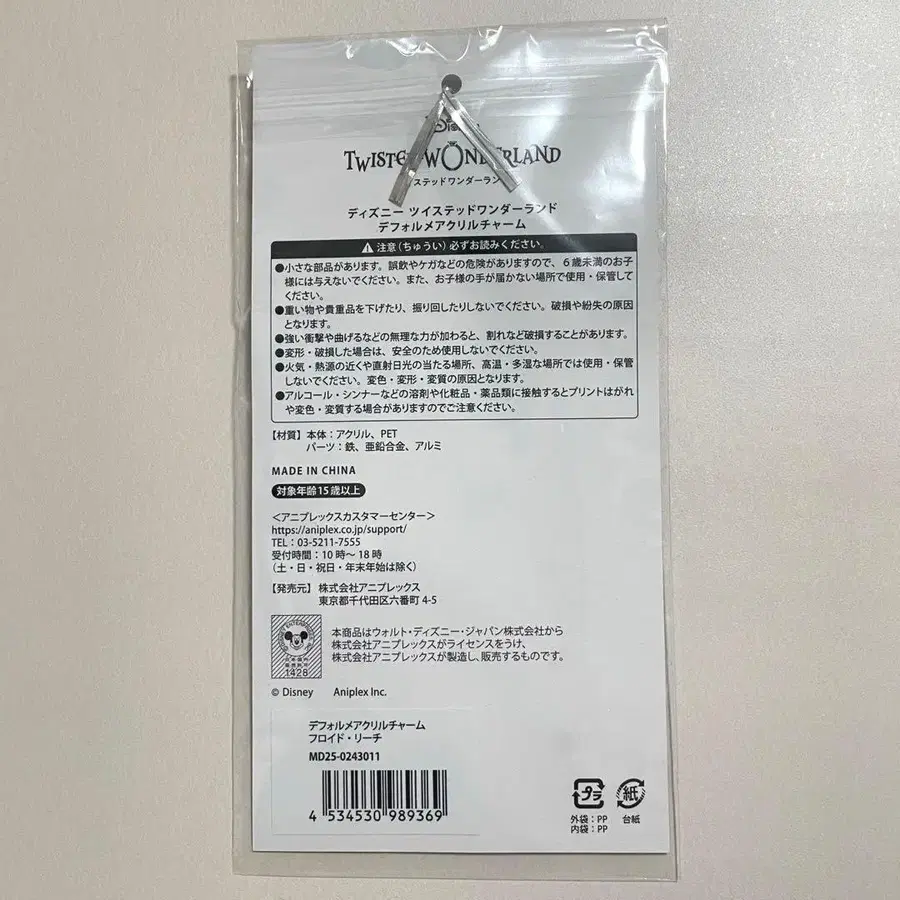 Disney
TWISTED WONDERLAND
イステッドワンダーラン
ディズニー ツイステッドワンダーランド
デフォルメアクリルチャーム
注意(ちゅうい)必ずお読みください。
●小さな部品があります。誤飲やケガなどの危険がありますので、6歳未満のお子
様には与えないでください。また、お子様の手が届かない場所で使用・保管して
ください。
●重い物や貴重品を下げたり、振り回したりしないでください。破損や紛失の原因
となります。
●強い衝撃や曲げるなどの無理な力が加わると、割れなど破損することがあります。
●変形・破損した場合は、安全のため使用しないでください。
●火気・熱源の近くや直射日光の当たる場所、高温・多湿な場所では使用・保管
しないでください。変色・変形・変質の原因となります。
●アルコール・シンナーなどの溶剤や化粧品・薬品類に接触するとプリントはがれ
や変色・変質する場合がありますのでご注意ください。
【材質】本体:アクリル、PET
パーツ:鉄、亜鉛合金、アルミ
MADE IN CHINA
対象年齢15歳以上
<アニプレックスカスタマーセンター>
https://aniplex.co.jp/support/
TEL:03-5211-7555
受付時間:10時~18時
(土・日・祝日・年末年始は除く)
【発売元】株式会社アニプレックス
東京都千代田区六番町4-5
本商品はウォルト・ディズニー・ジャパン株式会社から
株式会社アニプレックスがライセンスをうけ、
株式会社アニプレックスが製造し、販売するものです。
1428
© Disney Aniplex Inc.
デフォルメアクリルチャーム
フロイド・リーチ
MD25-0243011
4 534530 989369
プラ 紙
外袋:PP 台紙
内袋:PP